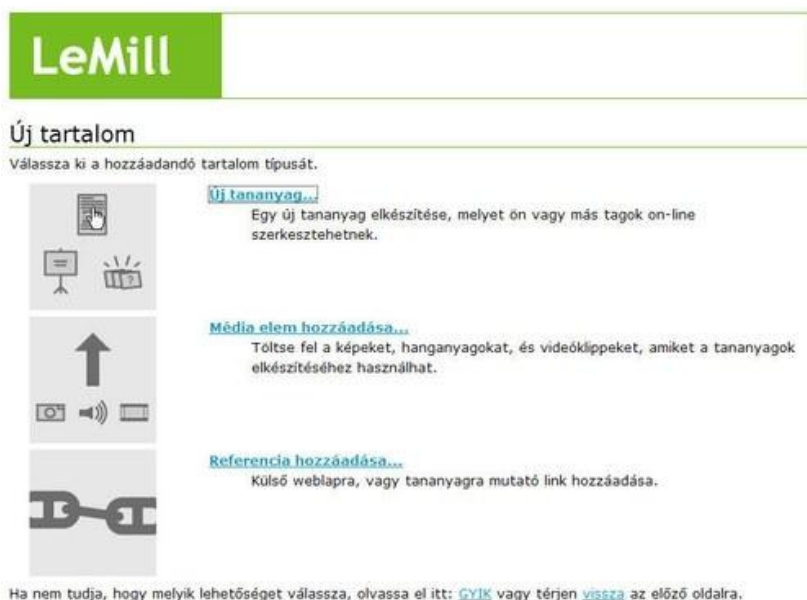 LeMill
Új tartalom
Válassza ki a hozzáadandó tartalom típusát.
Új tananyag...
Egy új tananyag elkészítése, melyet ön vagy más tagok on-line
szerkesztehetnek.
Média elem hozzáadása...
Töltse fel a képeket, hanganyagokat, és videóklippeket, amiket a tananyagok
elkészítéséhez használhat.
Referencia hozzáadása...
Külső weblapra, vagy tananyagra mutató link hozzáadása.
Ha nem tudja, hogy melyik lehetőséget válassza, olvassa el itt: GYIK vagy térjen vissza az előző oldalra.